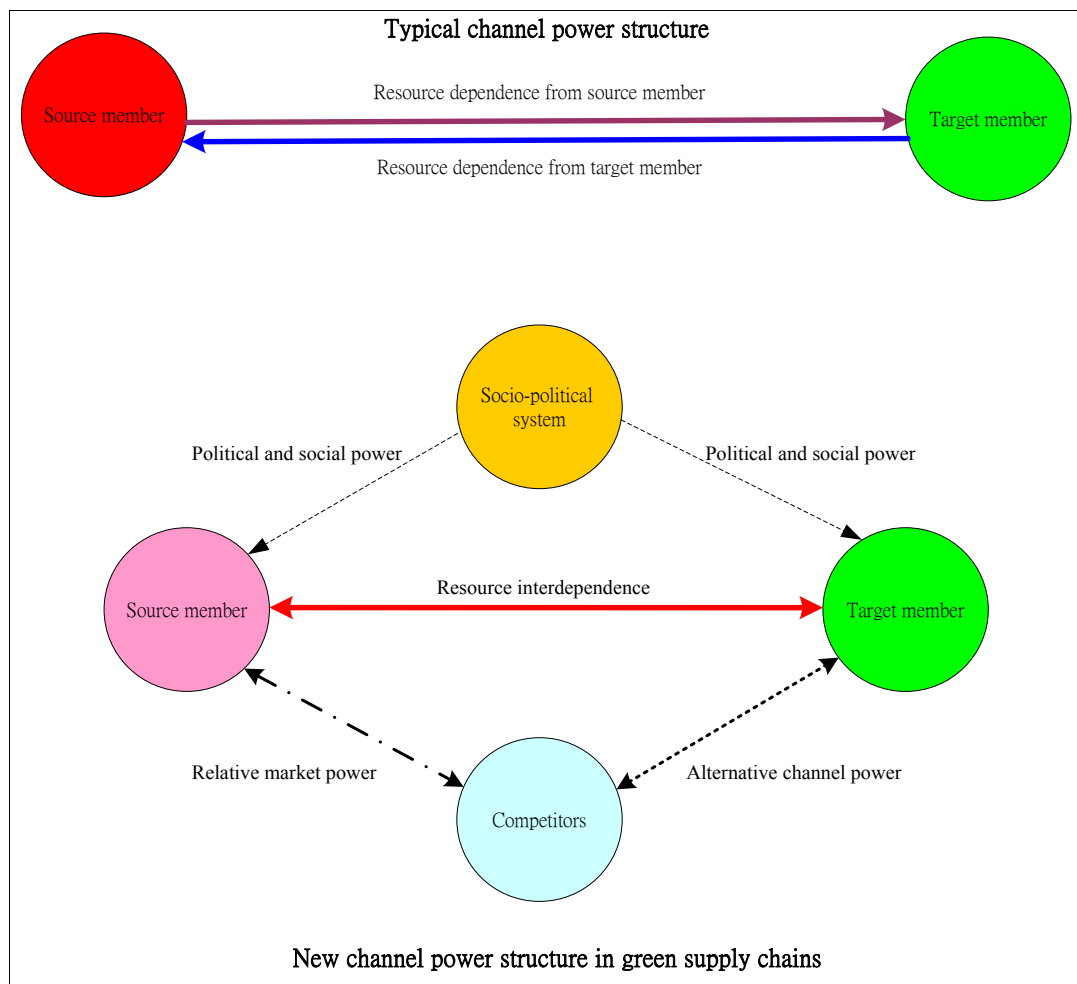 Typical channel power structure
Resource dependence from source member
Source member
Target member
Resource dependence from target member
Socio-political
system
Political and social power
Political and social power
Resource interdependence
Source member
Target member
Relative market power
Alternative channel power
Competitors
New channel power structure in green supply chains